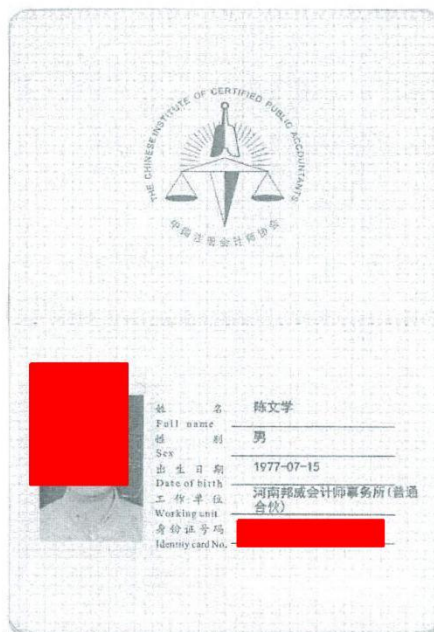 THE CHINESE INSTITUTE OF CERTIFIED PUBLIC ACCOUNTANTS
中国注册会计师协会
姓 名 陈文学
Full name
性 别 男
Sex
出 生 日 期 1977-07-15
Date of birth
工 作 单 位 河南邦威会计师事务所(普通
合伙)
Working unit
身 份 证 号 码
Identity card No.